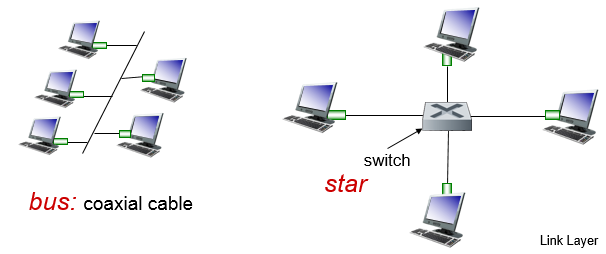 bus: coaxial cable
switch
star
Link Layer